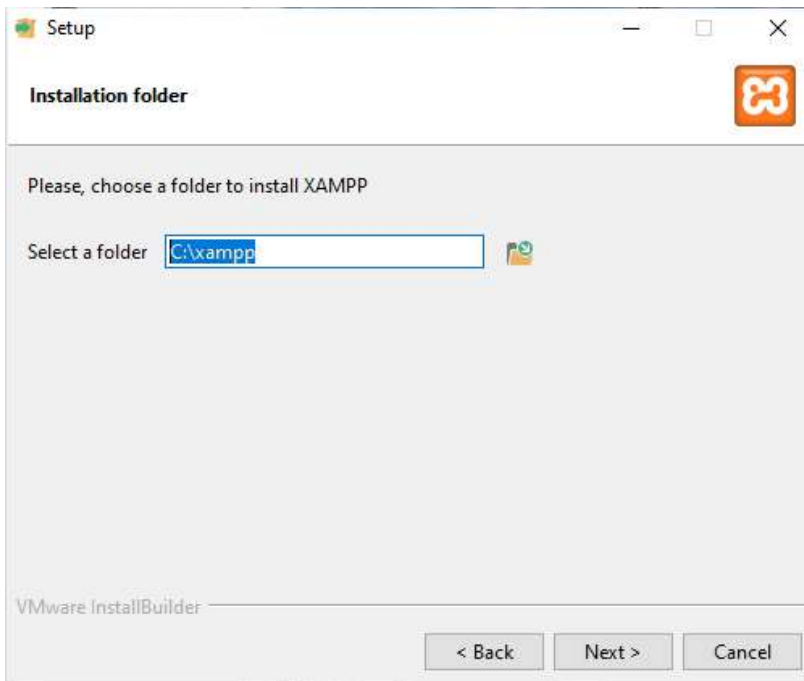 Setup
Installation folder
Please, choose a folder to install XAMPP
Select a folder C:\xampp
VMware InstallBuilder
< Back Next > Cancel